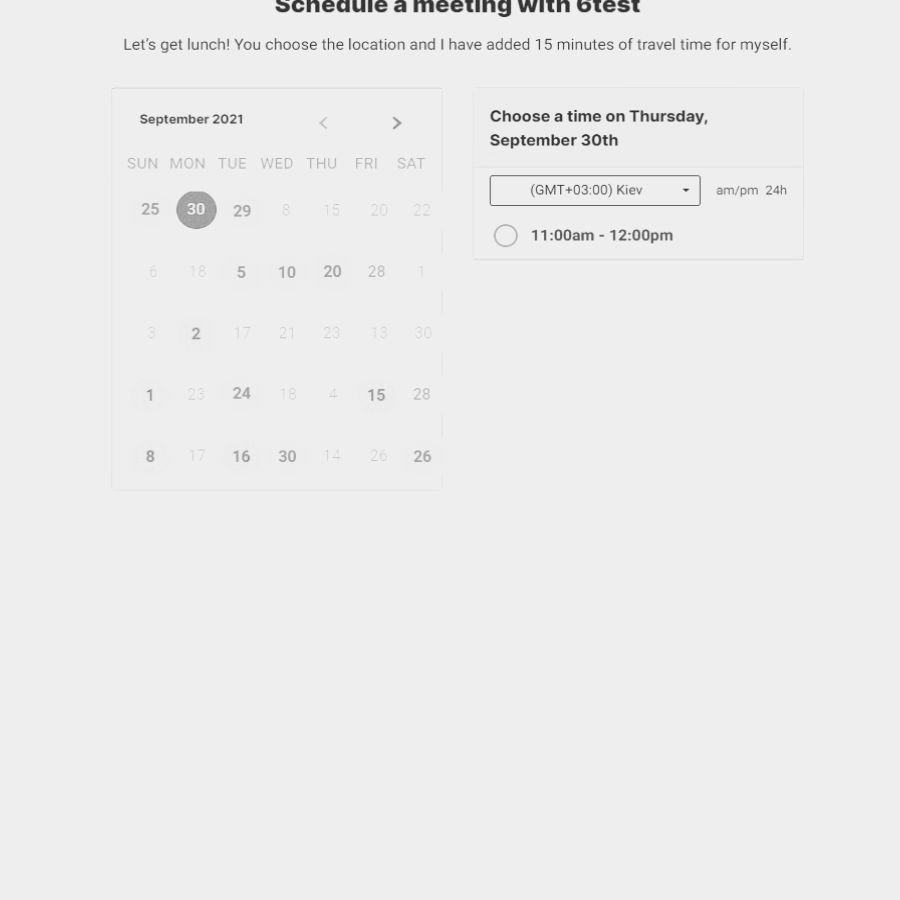 Schedule a meeting with 6test
Let's get lunch! You choose the location and I have added 15 minutes of travel time for myself.
September 2021
SUN MON TUE WED THU FRI SAT
25 30 29 8 15 20 22
6 18 5 10 20 28 1
3 2 17 21 23 13 30
1 23 24 18 4 15 28
8 17 16 30 14 26 26
Choose a time on Thursday,
September 30th
(GMT+03:00) Kiev am/pm 24h
11:00am - 12:00pm